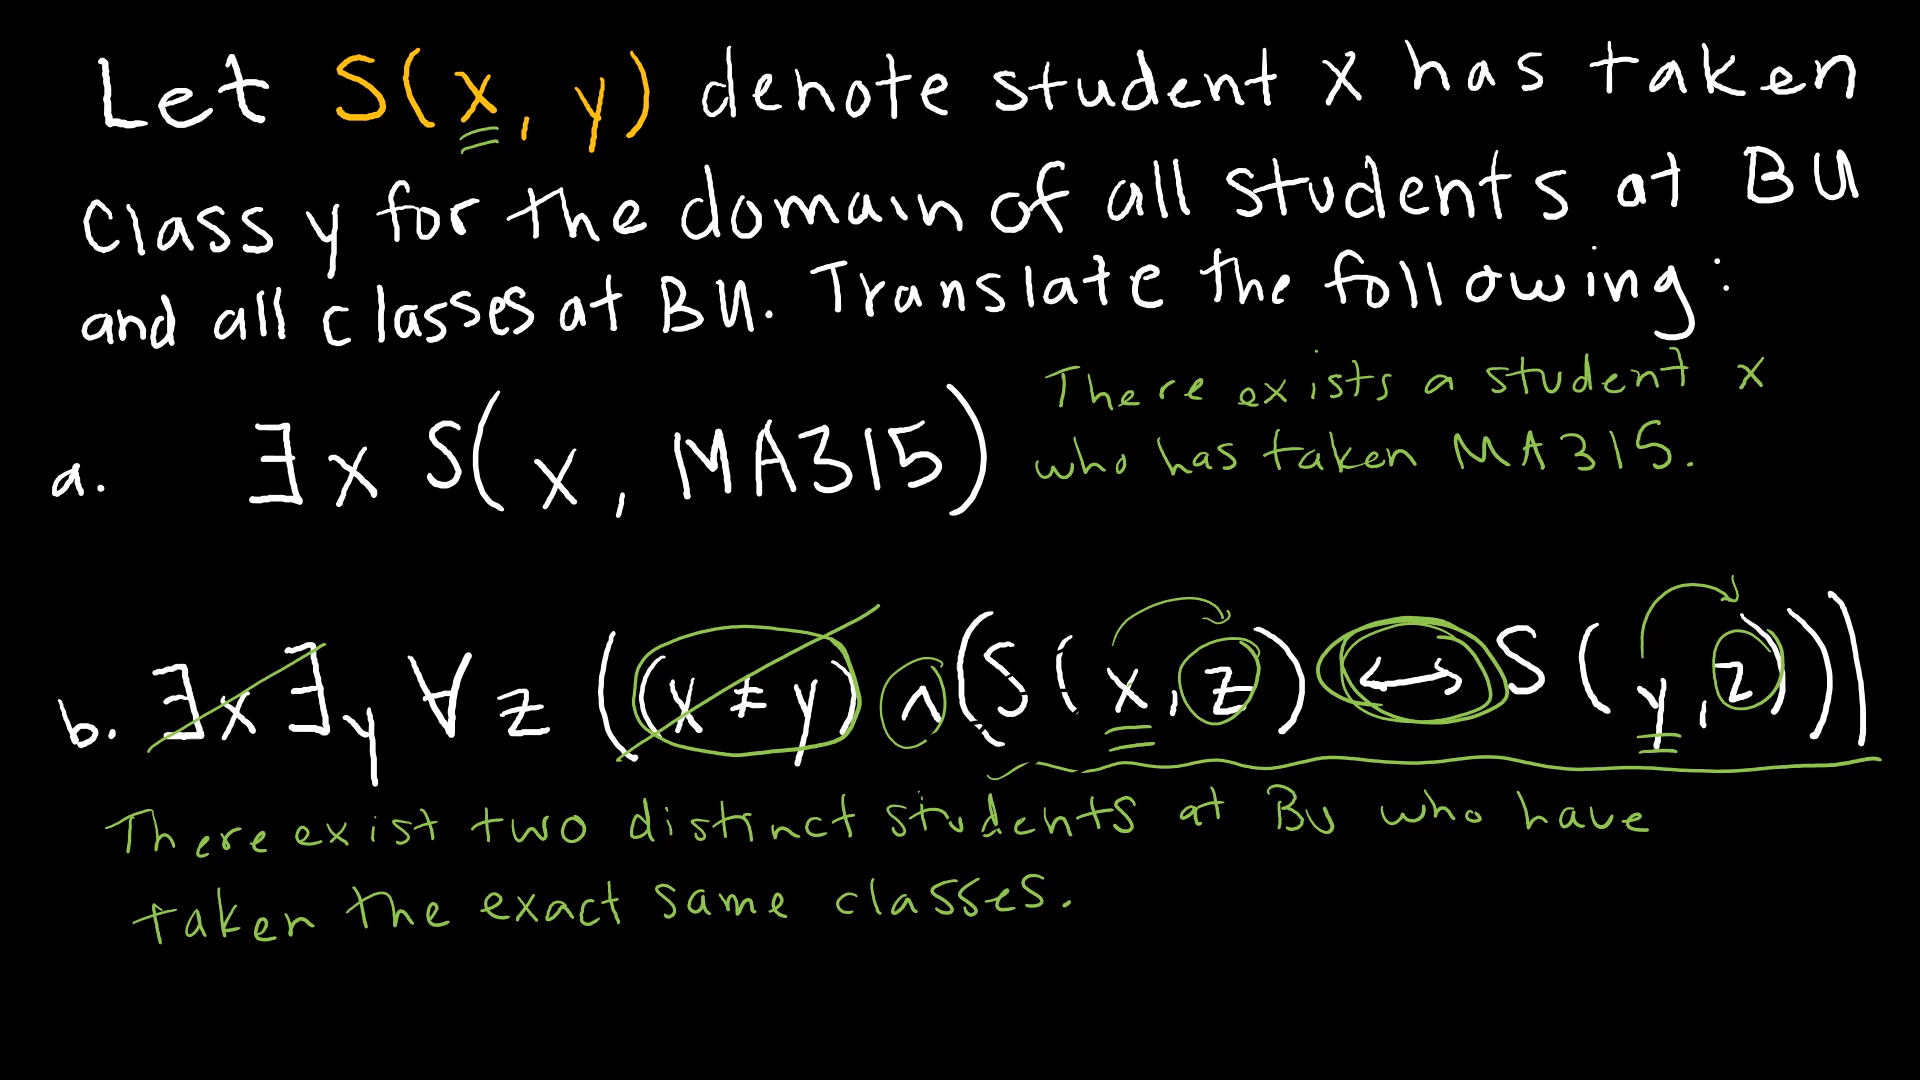 Let S(x, y) denote student x has taken
class y for the domain of all students at BU
and all classes at BU. Translate the following:
There exists a student x
a. ∃x S(x, MA315)
who has taken MA315.
b. ∃x ∃y ∀z ((x ≠ y) ∧ (S(x, z) ↔ S(y, z)))
There exist two distinct students at BU who have
taken the exact same classes.